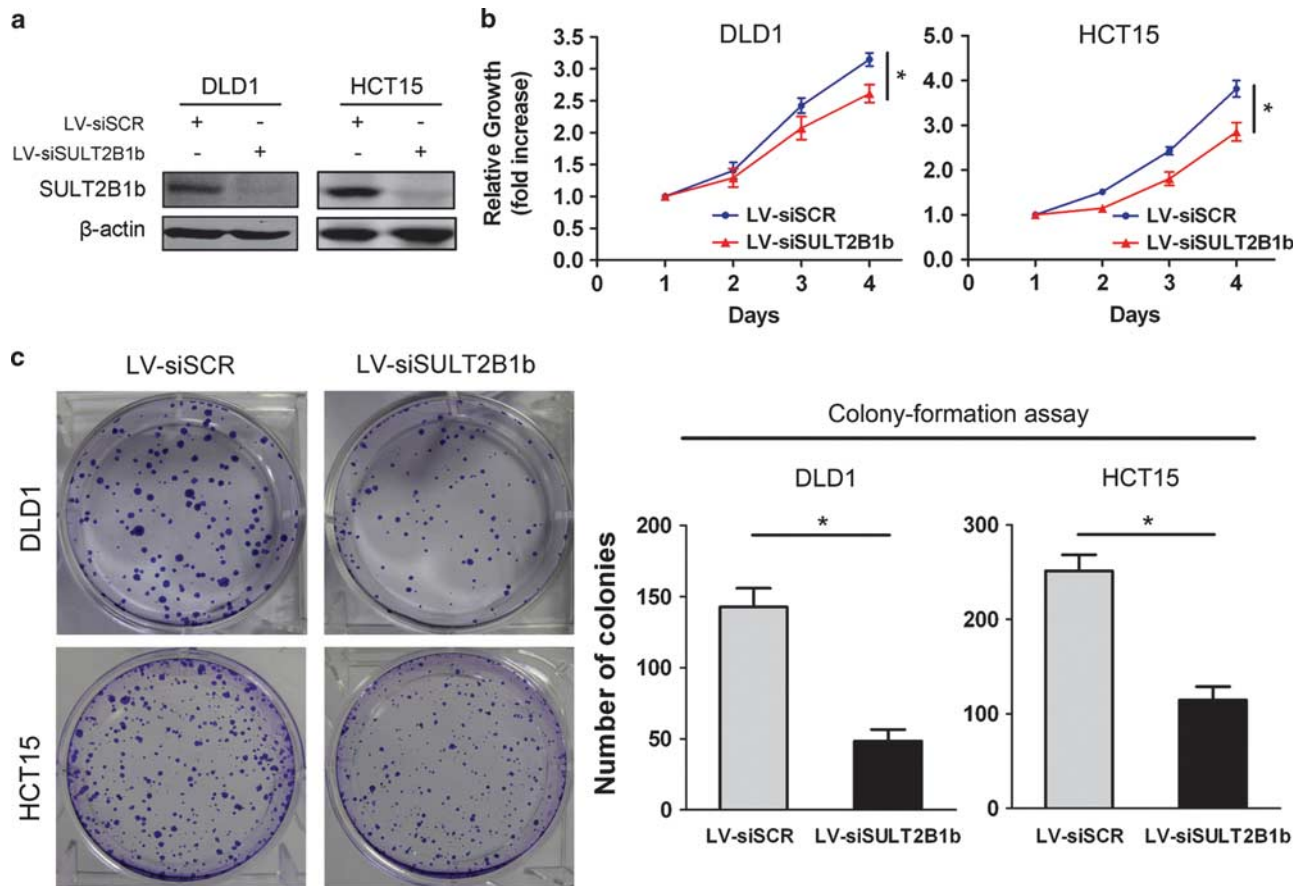 a
DLD1 HCT15
LV-siSCR + - + -
LV-siSULT2B1b - + - +
SULT2B1b
β-actin
b
DLD1
Relative Growth
(fold increase)
3.5
3.0
2.5
2.0
1.5
1.0
0.5
0.0
*
LV-siSCR
LV-siSULT2B1b
0 1 2 3 4
Days
HCT15
5.0
4.0
3.0
2.0
1.0
0.0
*
LV-siSCR
LV-siSULT2B1b
0 1 2 3 4
Days
c
LV-siSCR LV-siSULT2B1b
DLD1
HCT15
Colony-formation assay
DLD1
Number of colonies
200
150
100
50
0
*
LV-siSCR LV-siSULT2B1b
HCT15
300
200
100
0
*
LV-siSCR LV-siSULT2B1b